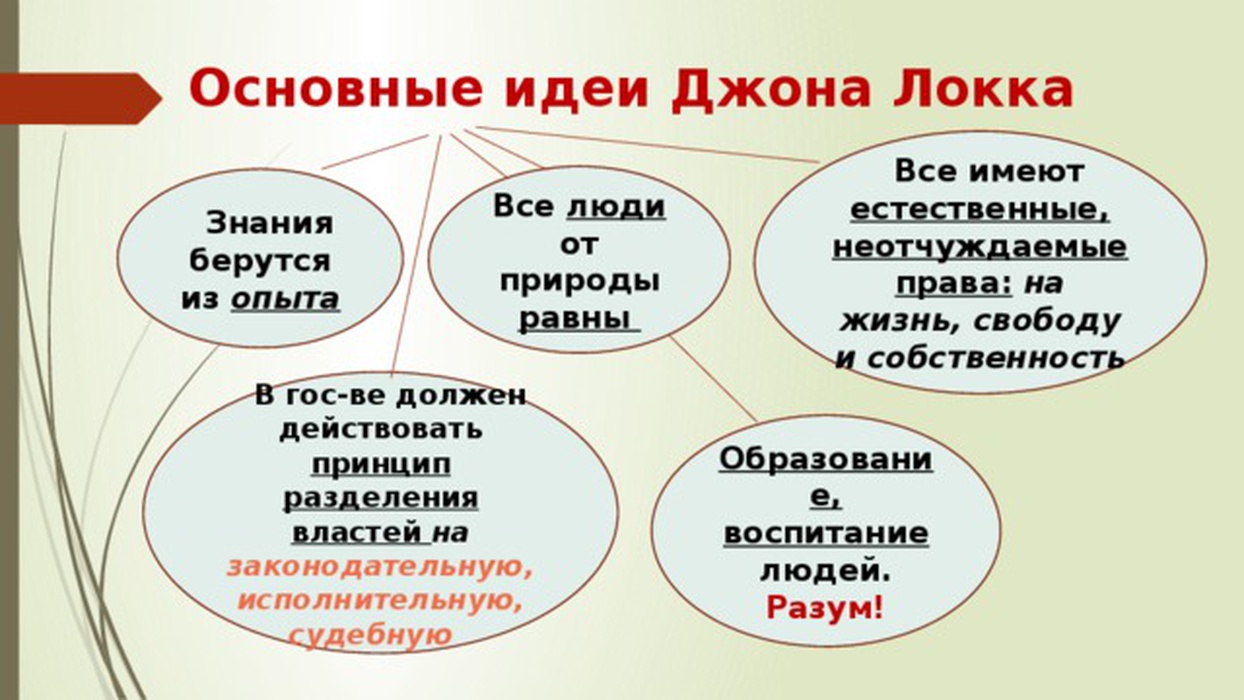 Основные идеи Джона Локка
Знания
берутся
из опыта
Все люди
от
природы
равны
Все имеют
естественные,
неотчуждаемые
права: на
жизнь, свободу
и собственность
В гос-ве должен
действовать
принцип
разделения
властей на
законодательную,
исполнительную,
судебную
Образовани
е,
воспитание
людей.
Разум!